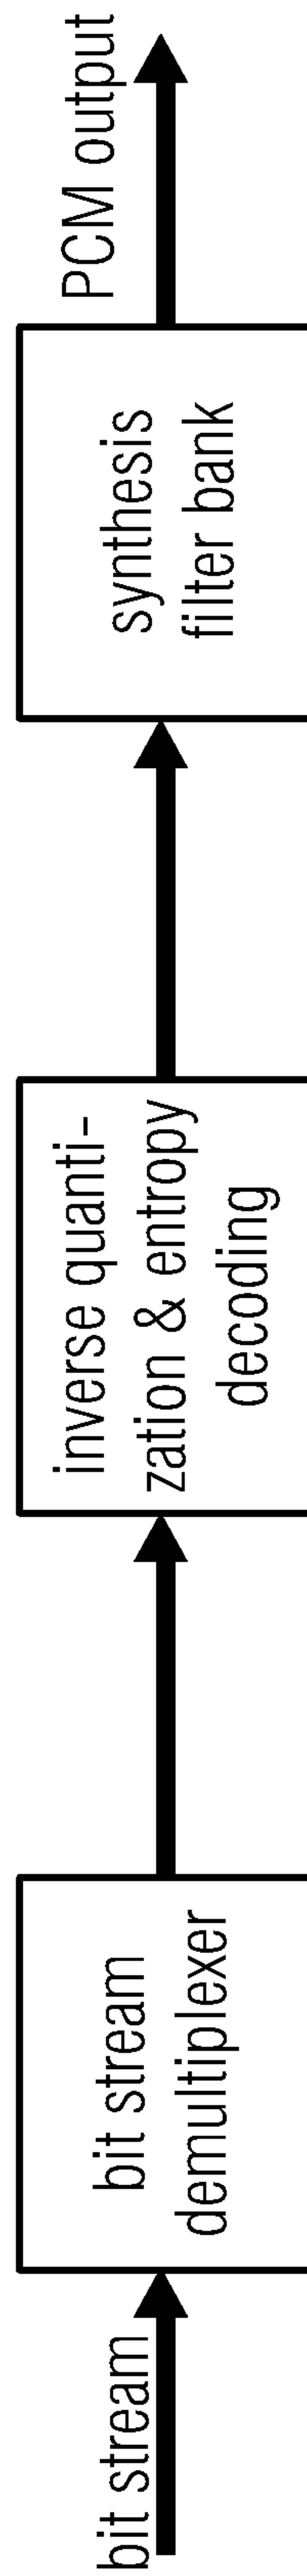 bit stream
bit stream
demultiplexer
inverse quanti-
zation & entropy
decoding
synthesis
filter bank
PCM output